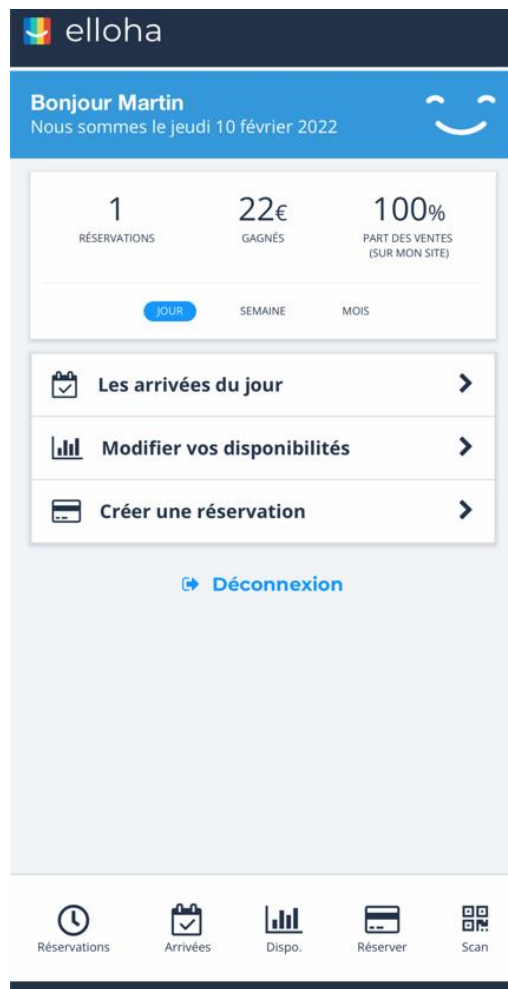 elloha
Bonjour Martin
Nous sommes le jeudi 10 février 2022
1
RÉSERVATIONS
22€
GAGNÉS
100%
PART DES VENTES
(SUR MON SITE)
JOUR
SEMAINE
MOIS
Les arrivées du jour
Modifier vos disponibilités
Créer une réservation
Déconnexion
Réservations
Arrivées
Dispo.
Réserver
Scan